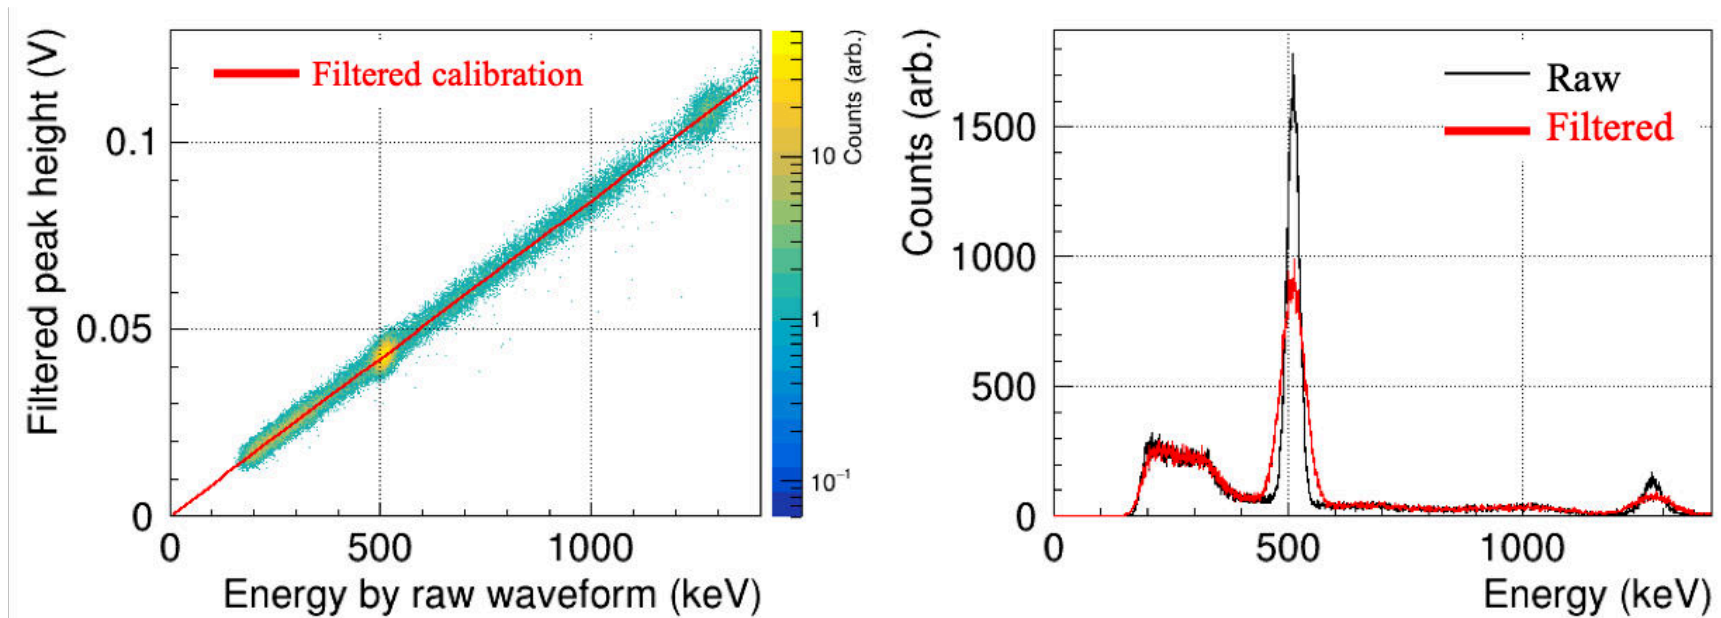 Filtered peak height (V)
Filtered calibration
0.1
0.05
0
0
500
1000
Energy by raw waveform (keV)
Counts (arb.)
10
1
10⁻¹
Counts (arb.)
Raw
Filtered
1500
1000
500
0
0
500
1000
Energy (keV)